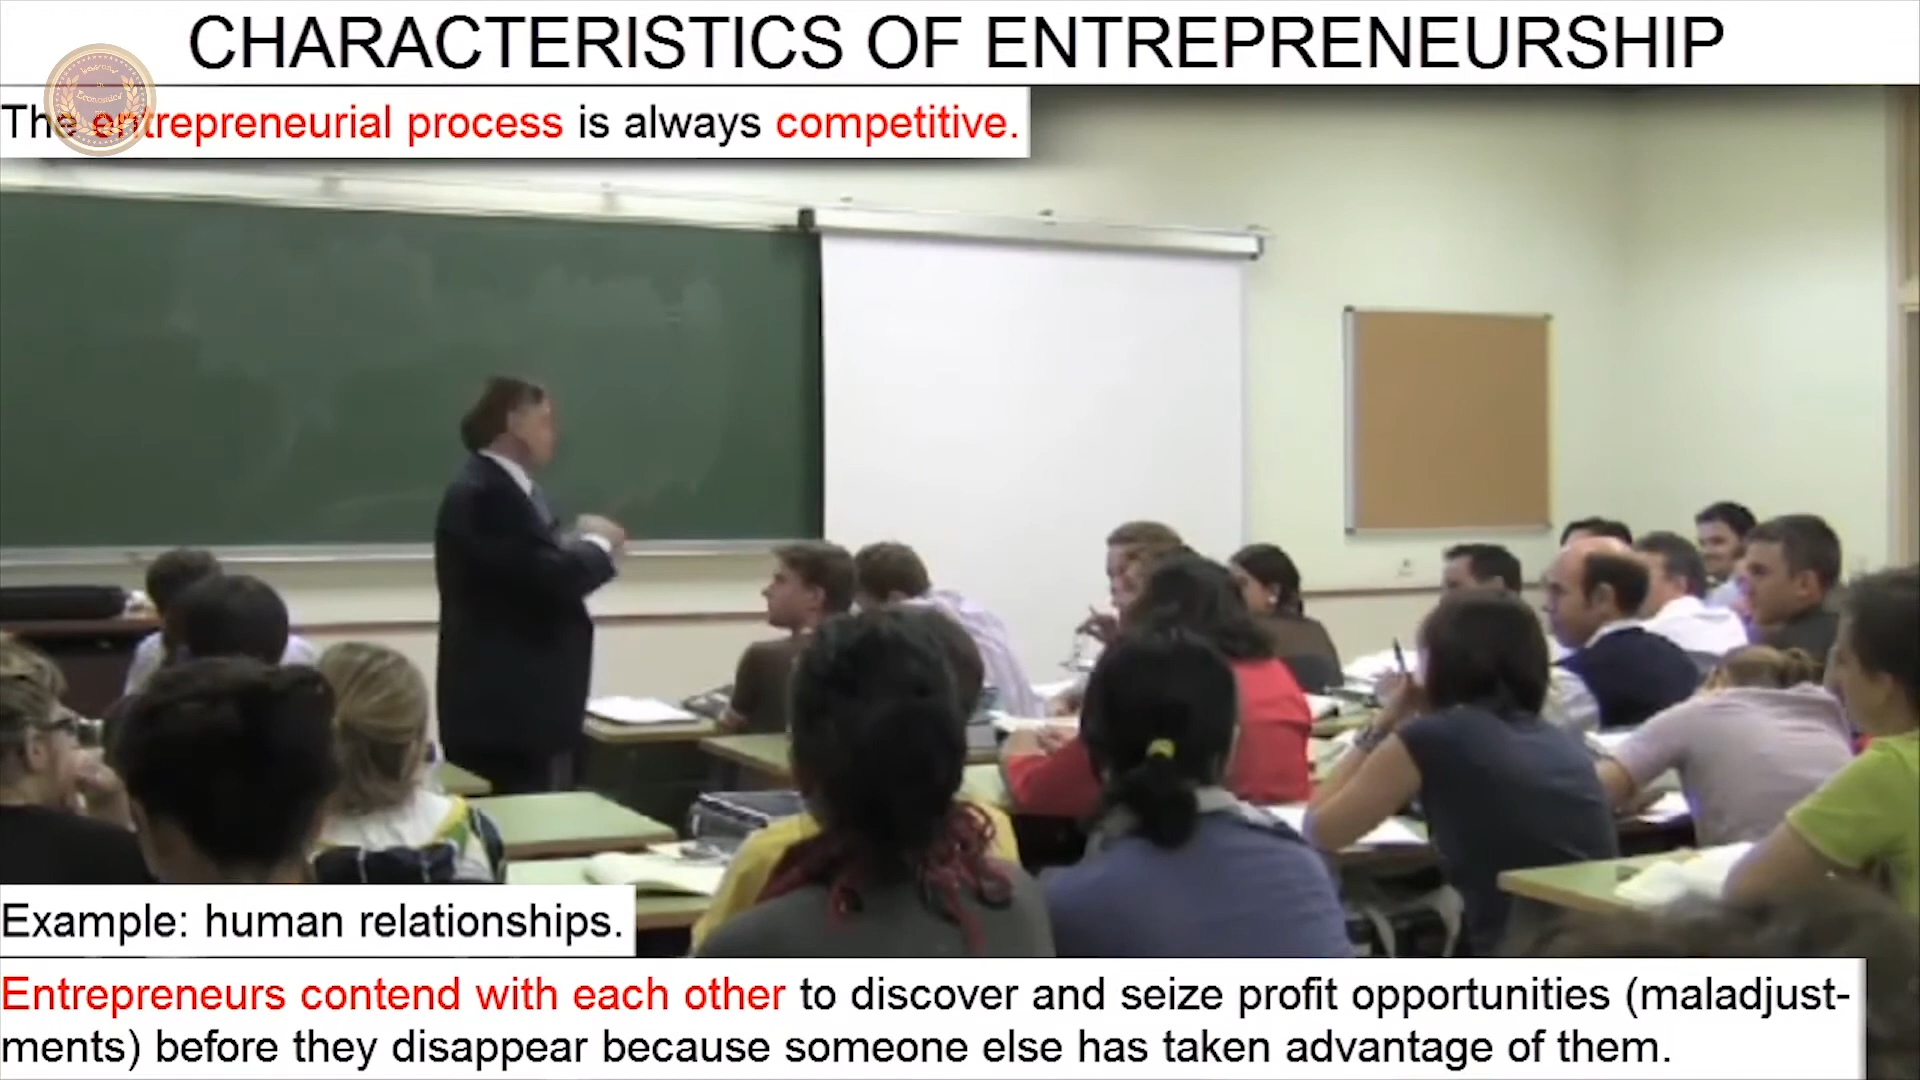 CHARACTERISTICS OF ENTREPRENEURSHIP
The entrepreneurial process is always competitive.
Economics
Example: human relationships.
Entrepreneurs contend with each other to discover and seize profit opportunities (maladjust-
ments) before they disappear because someone else has taken advantage of them.